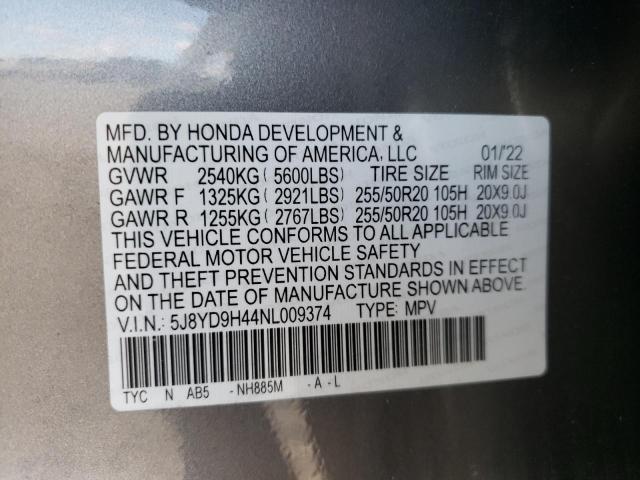 MFD. BY HONDA DEVELOPMENT &
MANUFACTURING OF AMERICA, LLC 01/'22
GVWR 2540KG (5600LBS) TIRE SIZE RIM SIZE
GAWR F 1325KG (2921LBS) 255/50R20 105H 20X9.0J
GAWR R 1255KG (2767LBS) 255/50R20 105H 20X9.0J
THIS VEHICLE CONFORMS TO ALL APPLICABLE
FEDERAL MOTOR VEHICLE SAFETY
AND THEFT PREVENTION STANDARDS IN EFFECT
ON THE DATE OF MANUFACTURE SHOWN ABOVE.
V.I.N.: 5J8YD9H44NL009374 TYPE: MPV
TYC N AB5 -NH885M -A-L